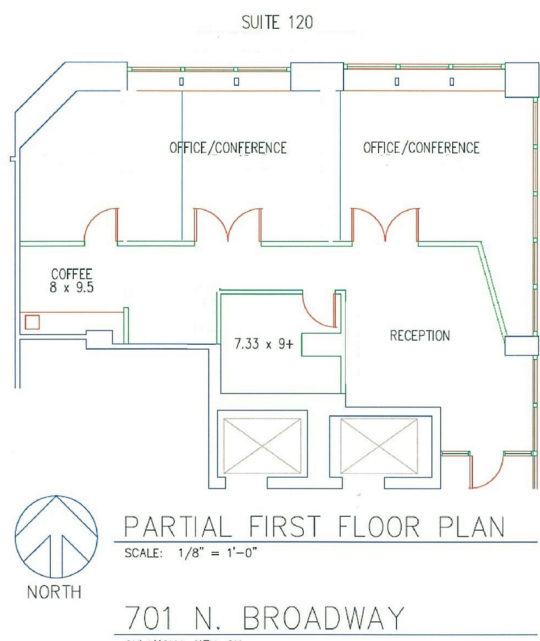 SUITE 120
OFFICE/CONFERENCE
OFFICE/CONFERENCE
COFFEE
8 x 9.5
7.33 x 9+
RECEPTION
PARTIAL FIRST FLOOR PLAN
SCALE: 1/8" = 1'-0"
NORTH
701 N. BROADWAY